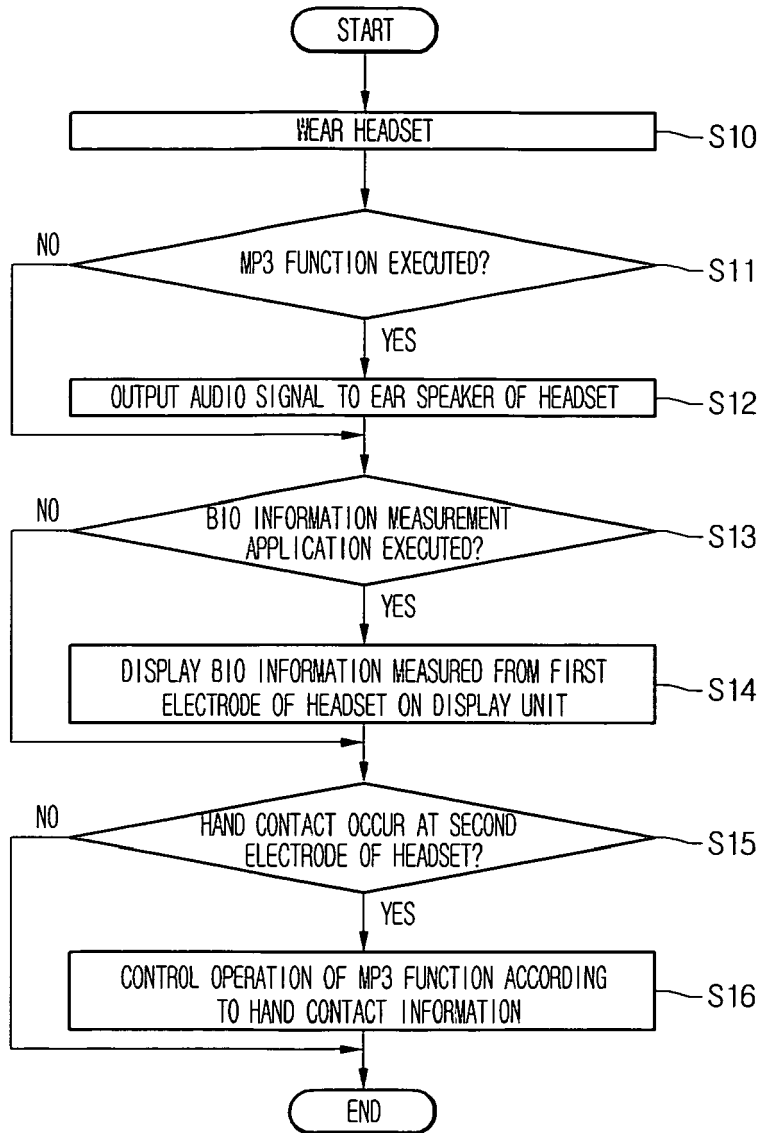 START
WEAR HEADSET
S10
NO
MP3 FUNCTION EXECUTED?
S11
YES
OUTPUT AUDIO SIGNAL TO EAR SPEAKER OF HEADSET
S12
NO
BIO INFORMATION MEASUREMENT
APPLICATION EXECUTED?
S13
YES
DISPLAY BIO INFORMATION MEASURED FROM FIRST
ELECTRODE OF HEADSET ON DISPLAY UNIT
S14
NO
HAND CONTACT OCCUR AT SECOND
ELECTRODE OF HEADSET?
S15
YES
CONTROL OPERATION OF MP3 FUNCTION ACCORDING
TO HAND CONTACT INFORMATION
S16
END